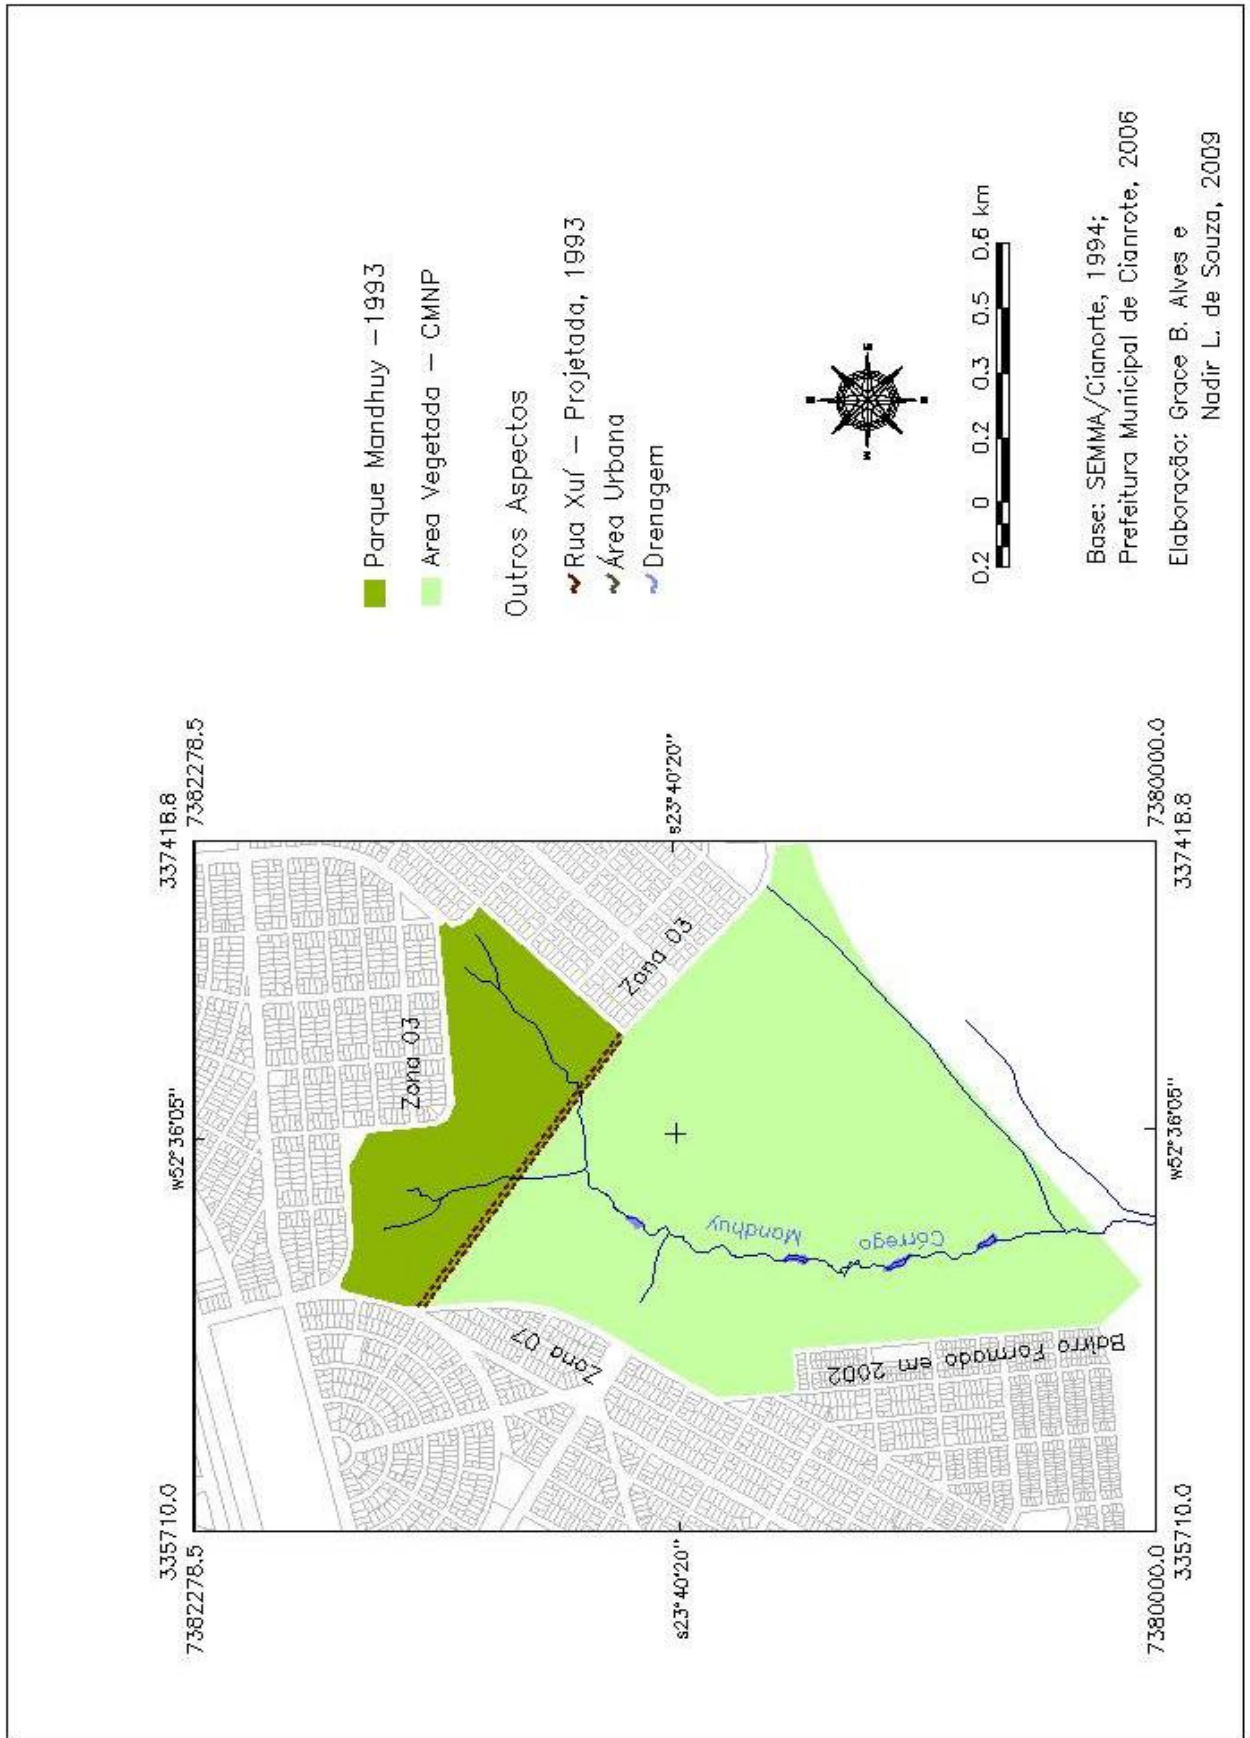 335710.0
337418.8
7382278.5
7382278.5
w52°36'05"
Zona 03
Zona 03
Zona 07
s23°40'20"
s23°40'20"
Mandhuy
Córrego
Bairro Formado em 2002
7380000.0
7380000.0
335710.0
w52°36'05"
337418.8
Parque Mandhuy –1993
Area Vegetada – CMNP
Outros Aspectos
Rua Xuí – Projetada, 1993
Área Urbana
Drenagem
0.2 0 0.2 0.3 0.5 0.6 km
Base: SEMMA/Cianorte, 1994;
Prefeitura Municipal de Cianrote, 2006
Elaboração: Grace B. Alves e
Nadir L. de Souza, 2009